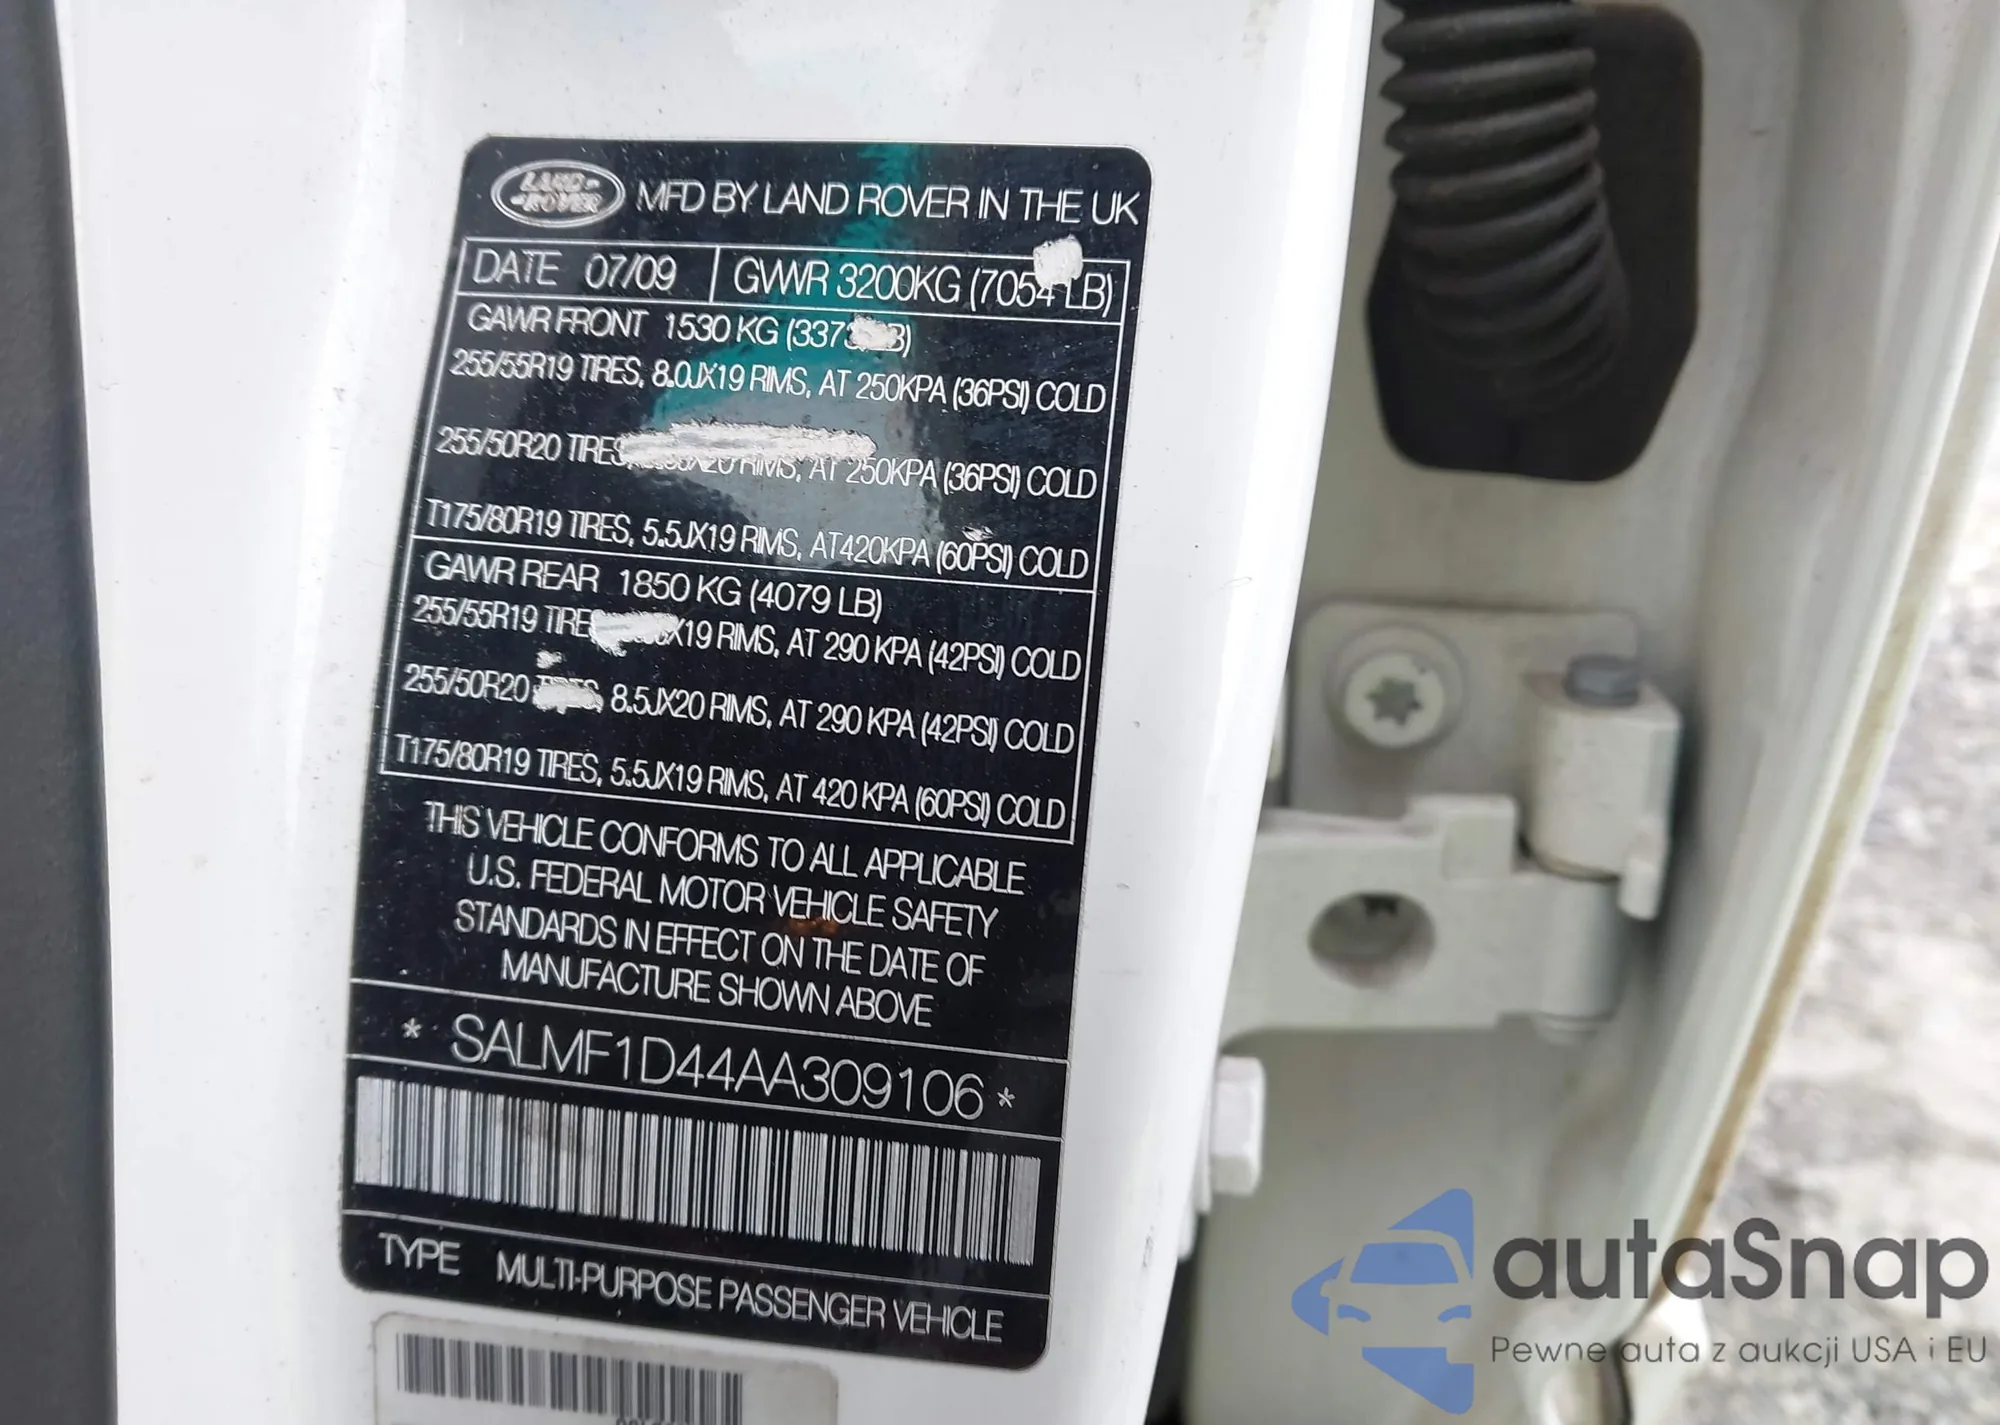 LAND-
-ROVER
MFD BY LAND ROVER IN THE UK
DATE 07/09 GWWR 3200KG (7054 LB)
GAWR FRONT 1530 KG (337
255/55R19 TIRES, 8.0JX19 RIMS, AT 250KPA (36PSI) COLD
255/50R20 TIRES RIMS, AT 250KPA (36PSI) COLD
T175/80R19 TIRES, 5.5JX19 RIMS, AT420KPA (60PSI) COLD
GAWR REAR 1850 KG (4079 LB)
255/55R19 TIRE X19 RIMS, AT 290 KPA (42PSI) COLD
255/50R20 TIRES, 8.5JX20 RIMS, AT 290 KPA (42PSI) COLD
T175/80R19 TIRES, 5.5JX19 RIMS, AT 420 KPA (60PSI) COLD
THIS VEHICLE CONFORMS TO ALL APPLICABLE
U.S. FEDERAL MOTOR VEHICLE SAFETY
STANDARDS IN EFFECT ON THE DATE OF
MANUFACTURE SHOWN ABOVE
* SALMF1D44AA309106 *
TYPE MULTI-PURPOSE PASSENGER VEHICLE
autaSnap
Pewne auta z aukcji USA i EU